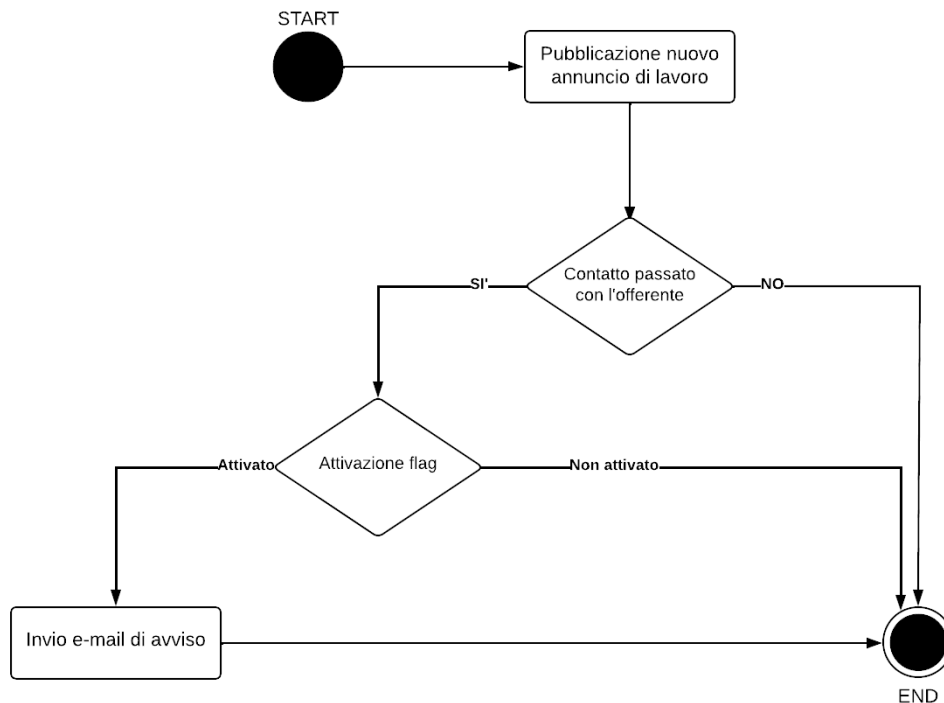 START
Pubblicazione nuovo
annuncio di lavoro
Contatto passato
con l'offerente
SI'
NO
Attivazione flag
Attivato
Non attivato
Invio e-mail di avviso
END